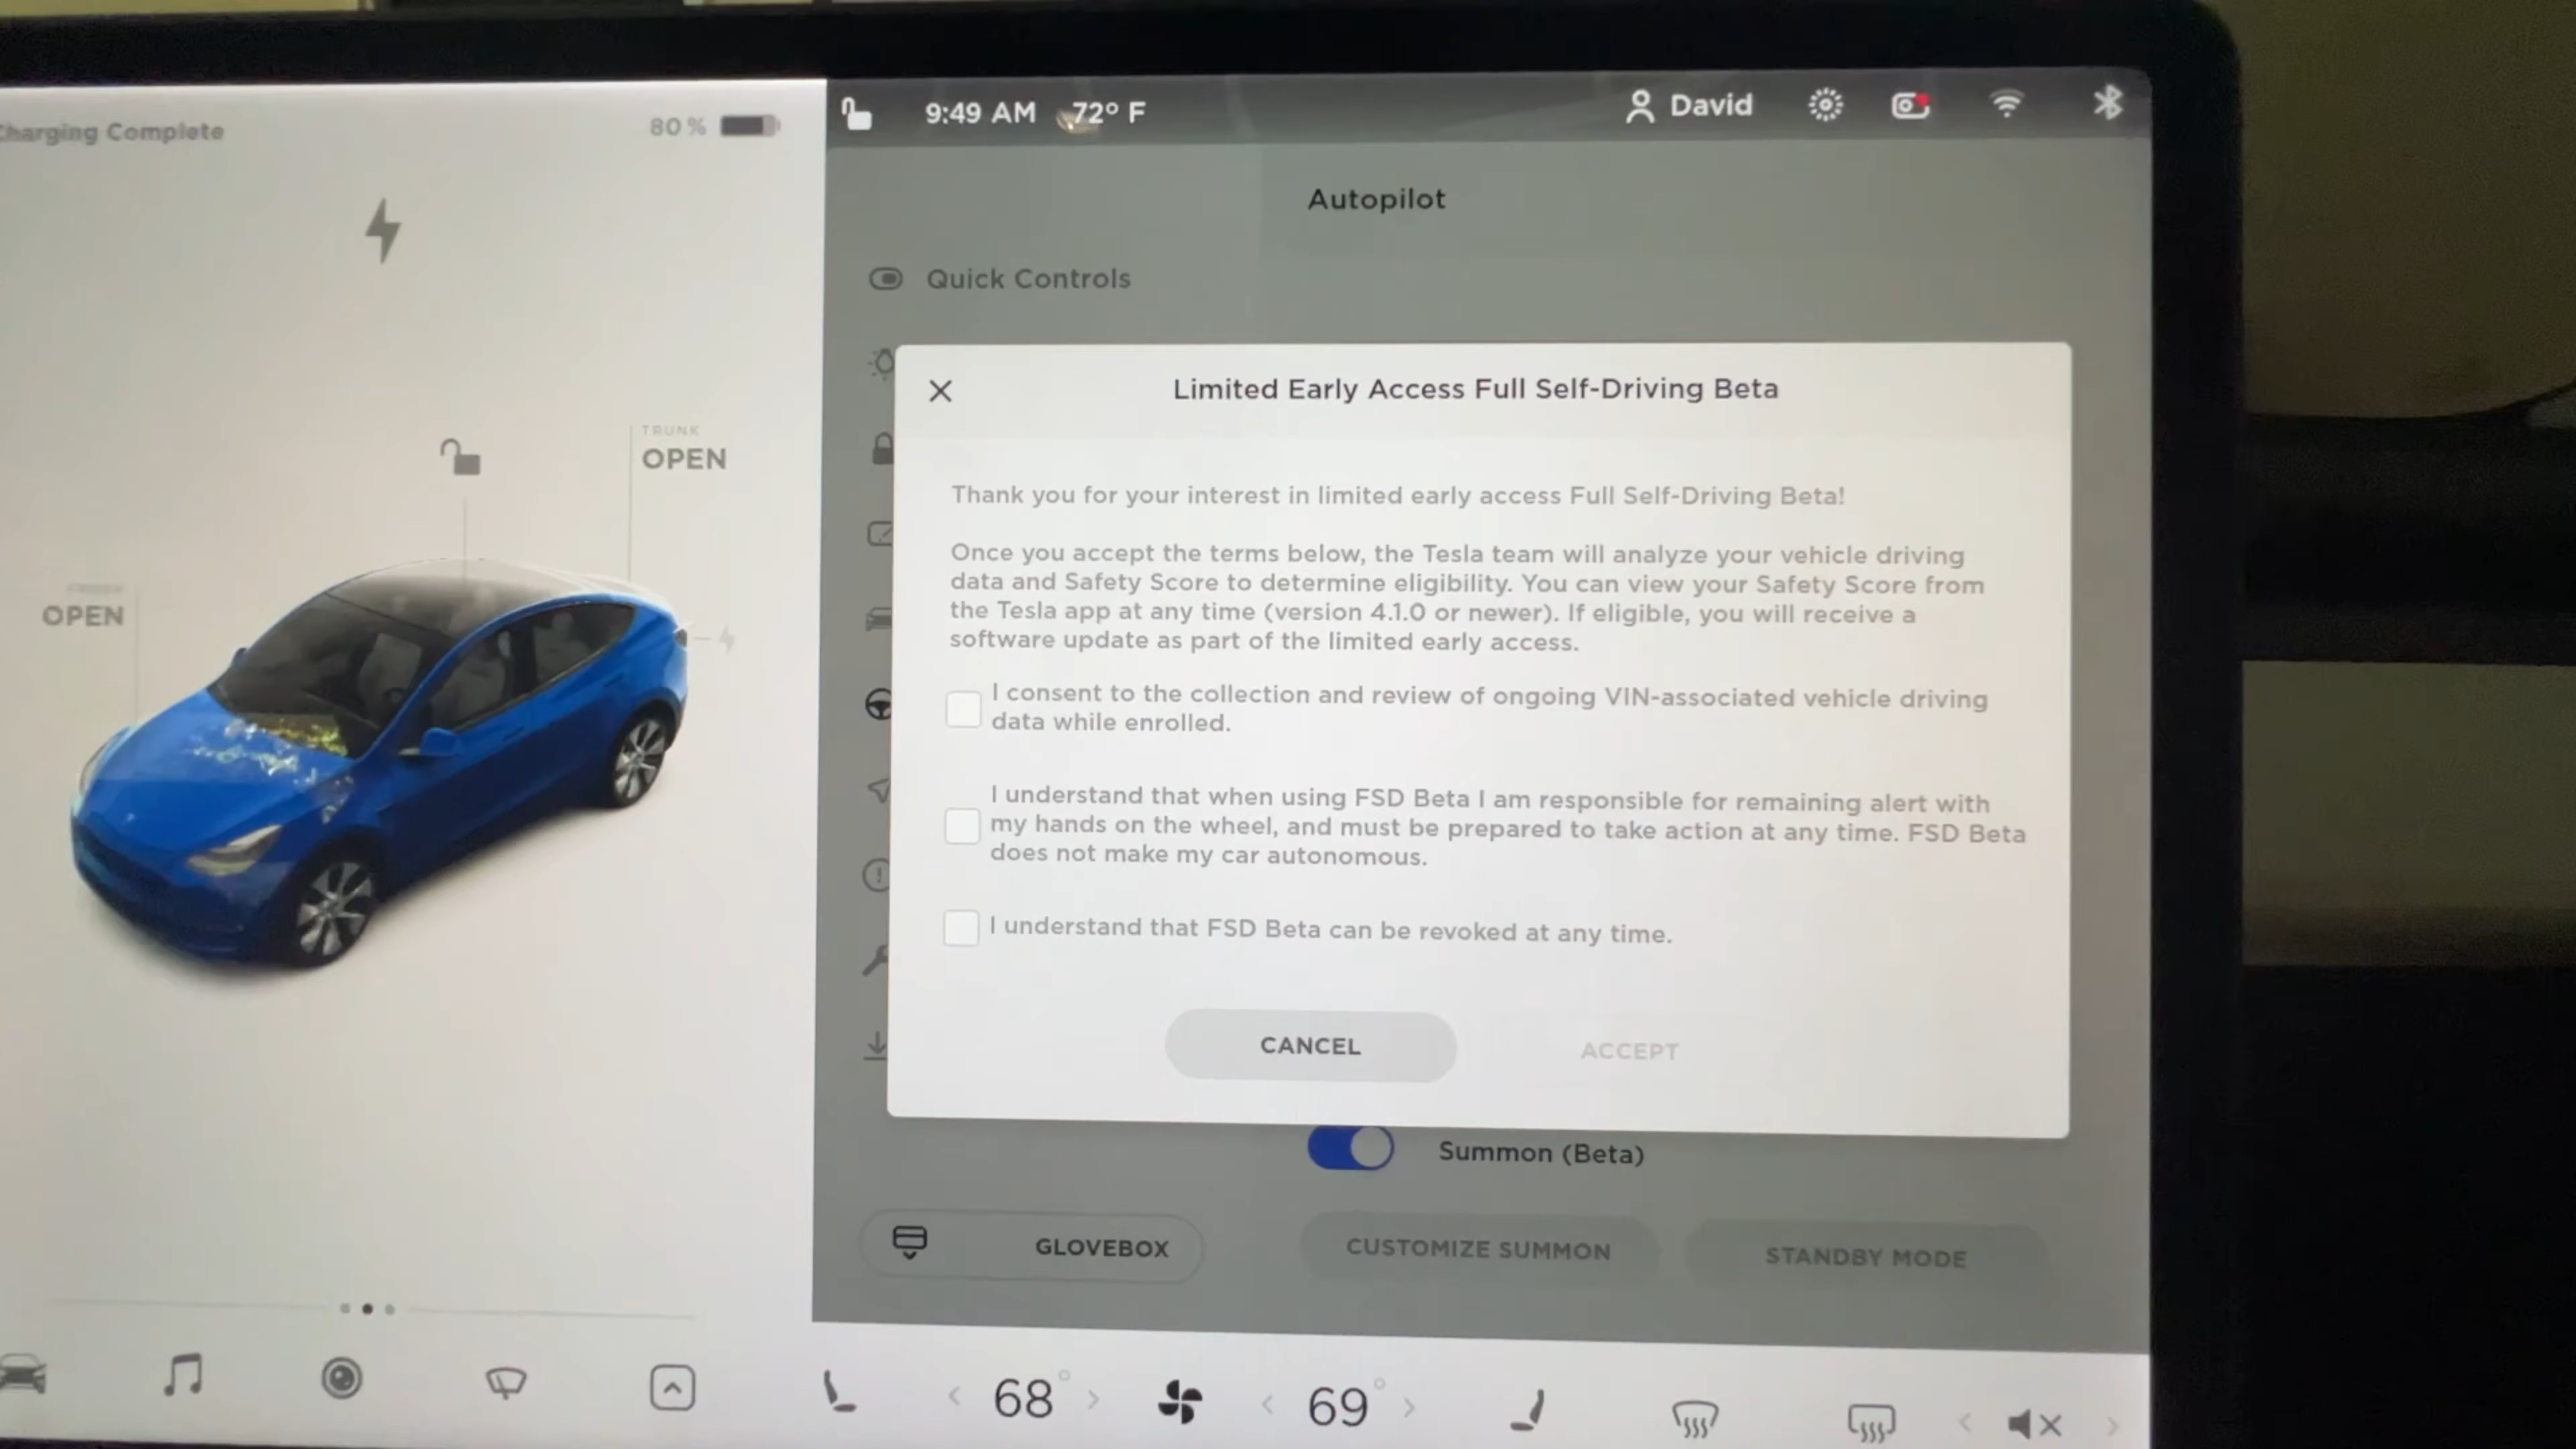 Charging Complete
80 %
TRUNK
OPEN
OPEN
9:49 AM 72° F
David
Autopilot
Quick Controls
Limited Early Access Full Self-Driving Beta
Thank you for your interest in limited early access Full Self-Driving Beta!
Once you accept the terms below, the Tesla team will analyze your vehicle driving
data and Safety Score to determine eligibility. You can view your Safety Score from
the Tesla app at any time (version 4.1.0 or newer). If eligible, you will receive a
software update as part of the limited early access.
I consent to the collection and review of ongoing VIN-associated vehicle driving
data while enrolled.
I understand that when using FSD Beta I am responsible for remaining alert with
my hands on the wheel, and must be prepared to take action at any time. FSD Beta
does not make my car autonomous.
I understand that FSD Beta can be revoked at any time.
CANCEL
ACCEPT
Summon (Beta)
GLOVEBOX
CUSTOMIZE SUMMON
STANDBY MODE
68°
69°